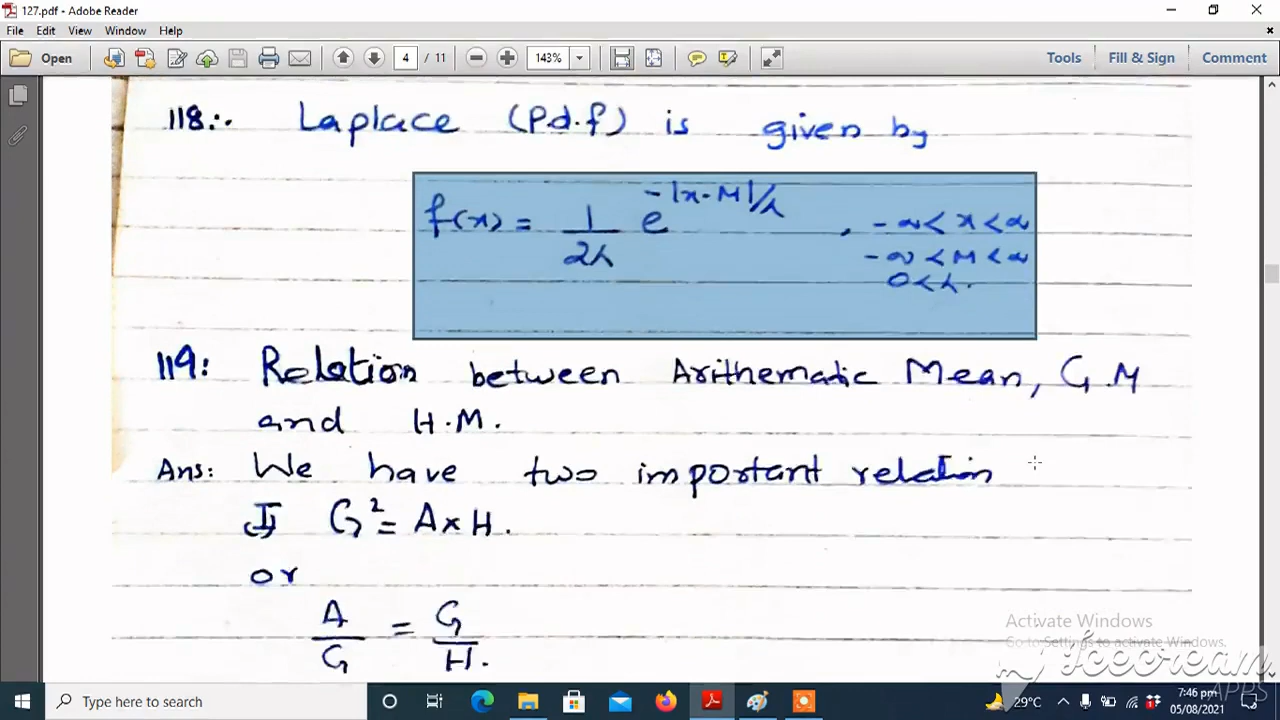 127.pdf - Adobe Reader
File Edit View Window Help
Open 4 / 11 143% Tools Fill & Sign Comment
118:. Laplace (P.d.f) is given by
f(x) = 1/2λ e^-|x-M|/λ , -∞ < x < ∞
-∞ < M < ∞
0 < λ.
119: Relation between Arithematic Mean, G.M
and H.M.
Ans: We have two important relation
I) G² = A x H.
or
A/G = G/H.
Activate Windows
Go to Settings to activate Windows.
Icecream
APPS
Type here to search
29°C 7:46 pm
05/08/2021